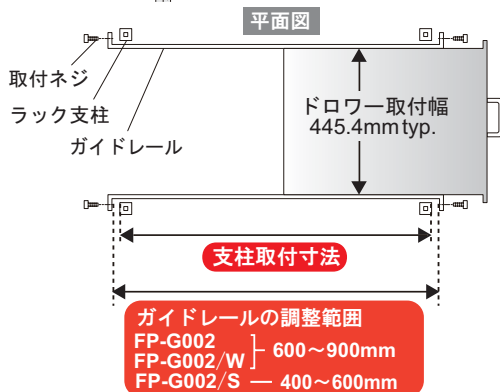 平面図
取付ネジ
ラック支柱
ガイドレール
ドロワー取付幅
445.4mm typ.
支柱取付寸法
ガイドレールの調整範囲
FP-G002
FP-G002/W
600〜900mm
FP-G002/S — 400〜600mm